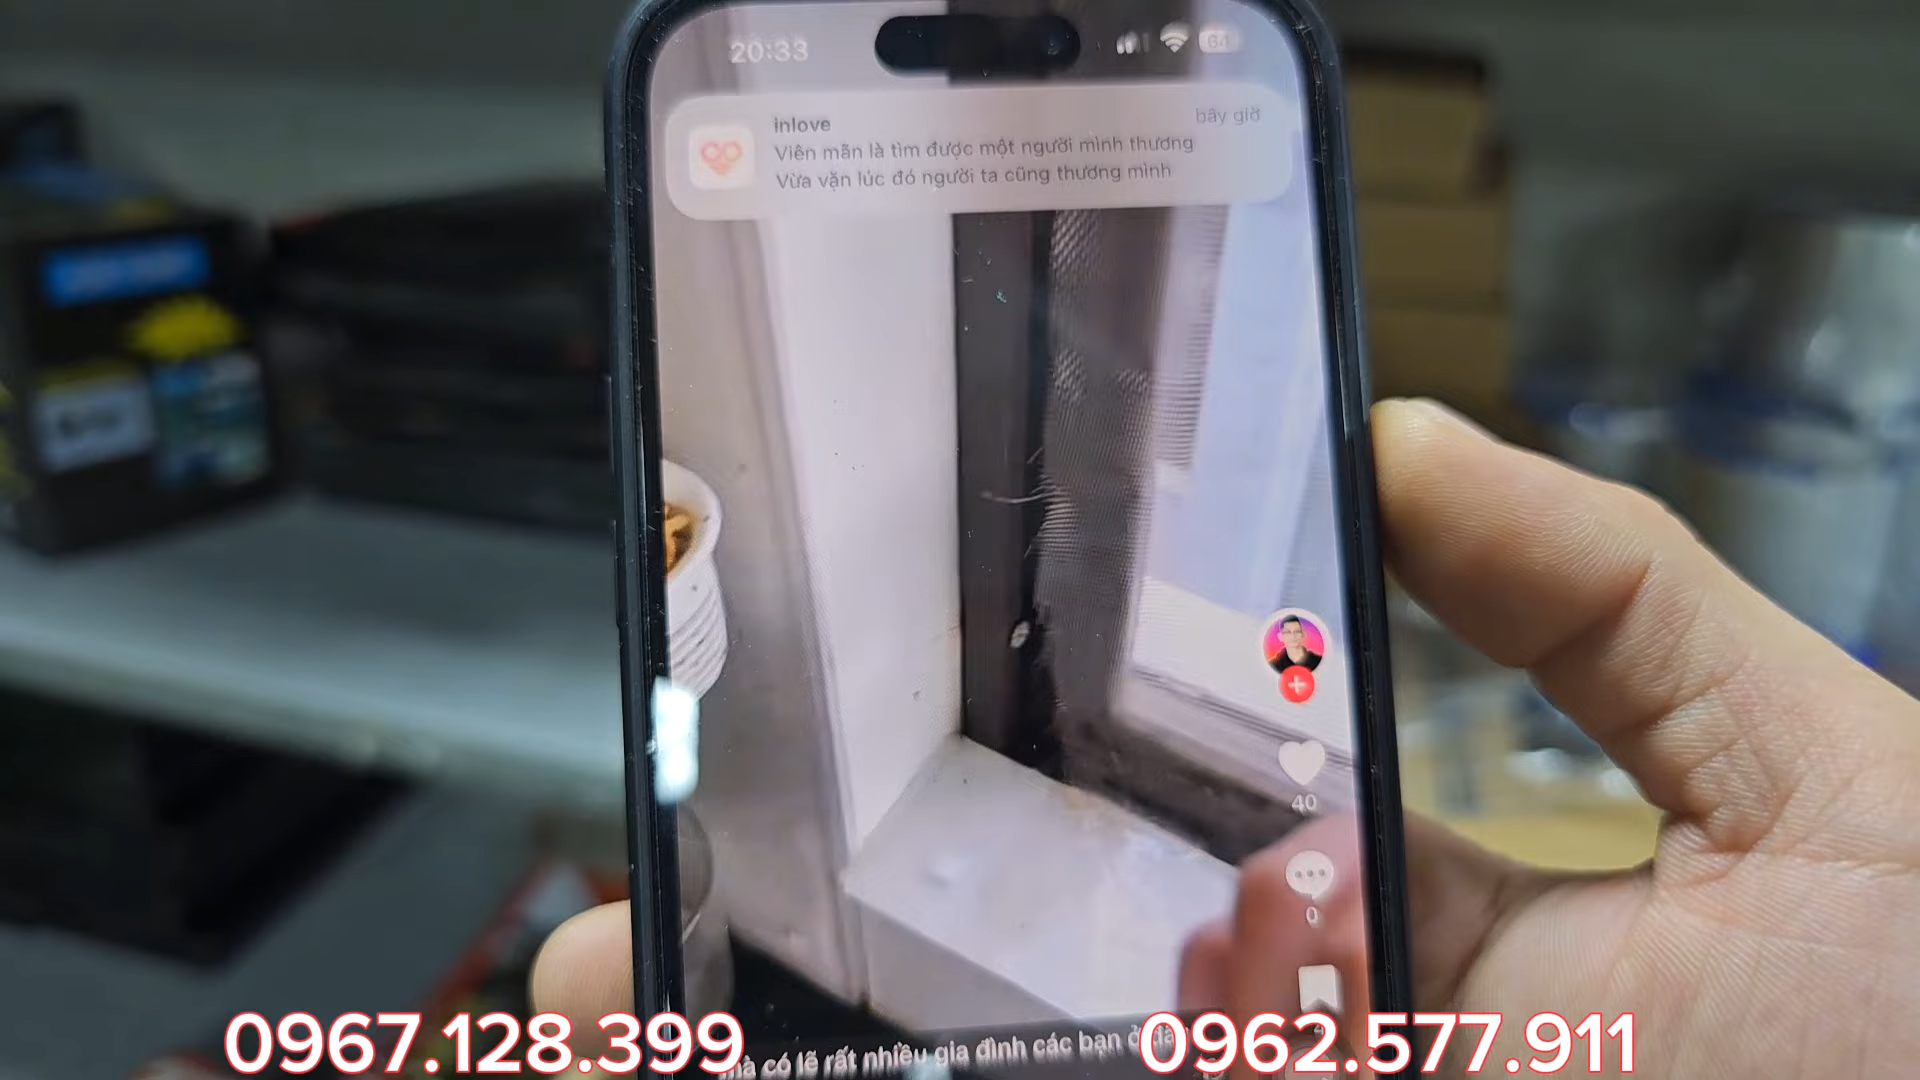 20:33
64
inlove
bây giờ
Viên mãn là tìm được một người mình thương
Vừa vặn lúc đó người ta cũng thương mình
40
0
mà có lẽ rất nhiều gia đình các bạn ở
0967.128.399
0962.577.911